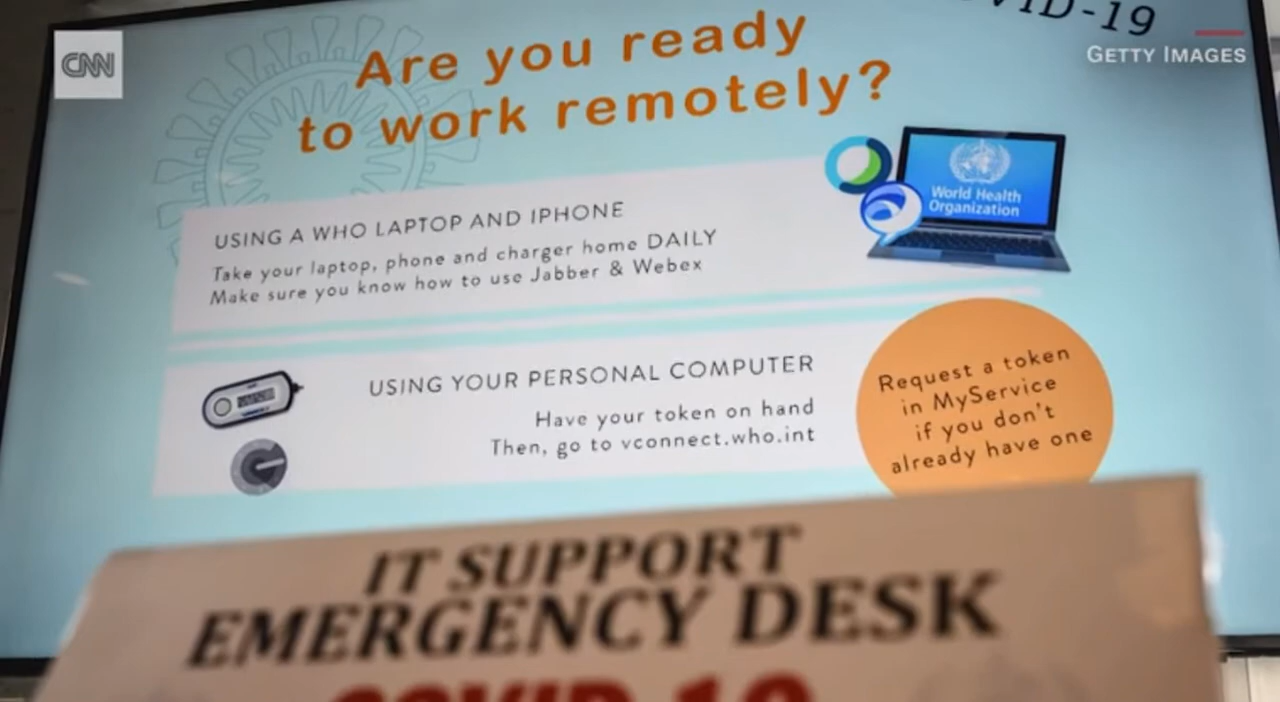 CNN
VID-19
GETTY IMAGES
Are you ready
to work remotely?
World Health
Organization
USING A WHO LAPTOP AND IPHONE
Take your laptop, phone and charger home DAILY
Make sure you know how to use Jabber & Webex
USING YOUR PERSONAL COMPUTER
Have your token on hand
Then, go to vconnect.who.int
Request a token
in MyService
if you don't
already have one
IT SUPPORT
EMERGENCY DESK
COVID-19